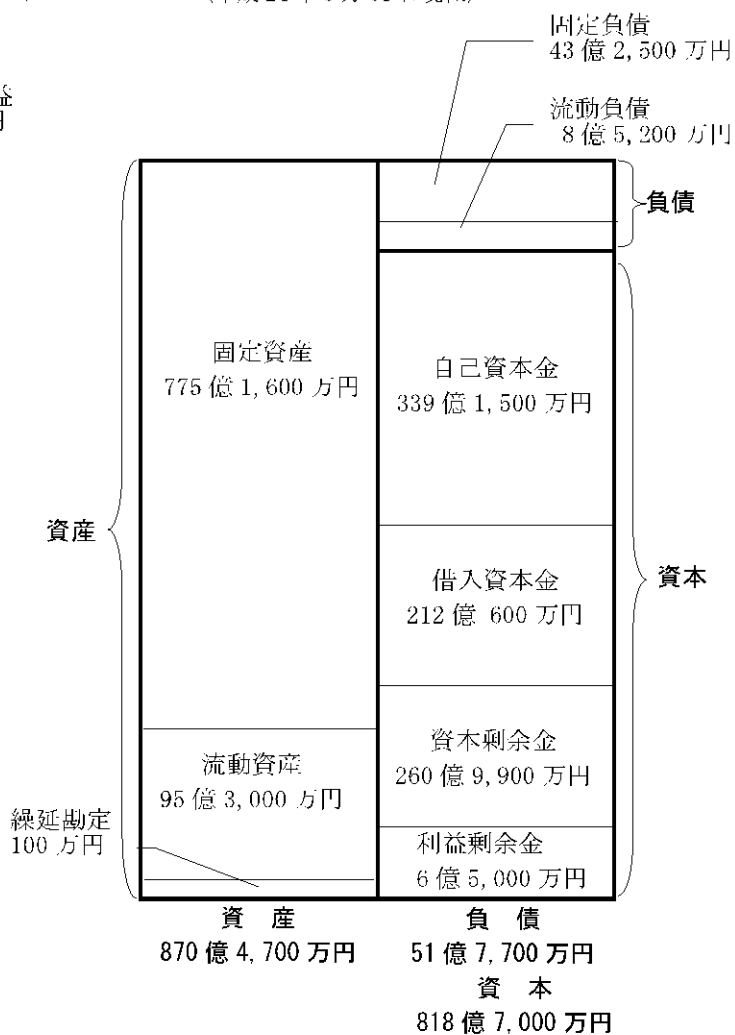 固定負債
43億2,500万円
流動負債
8億5,200万円
負債
固定資産
775億1,600万円
自己資本金
339億1,500万円
資産
借入資本金
212億 600万円
資本
資本剰余金
260億9,900万円
流動資産
95億3,000万円
繰延勘定
100万円
利益剰余金
6億5,000万円
資 産
870億4,700万円
負 債
51億7,700万円
資 本
818億7,000万円